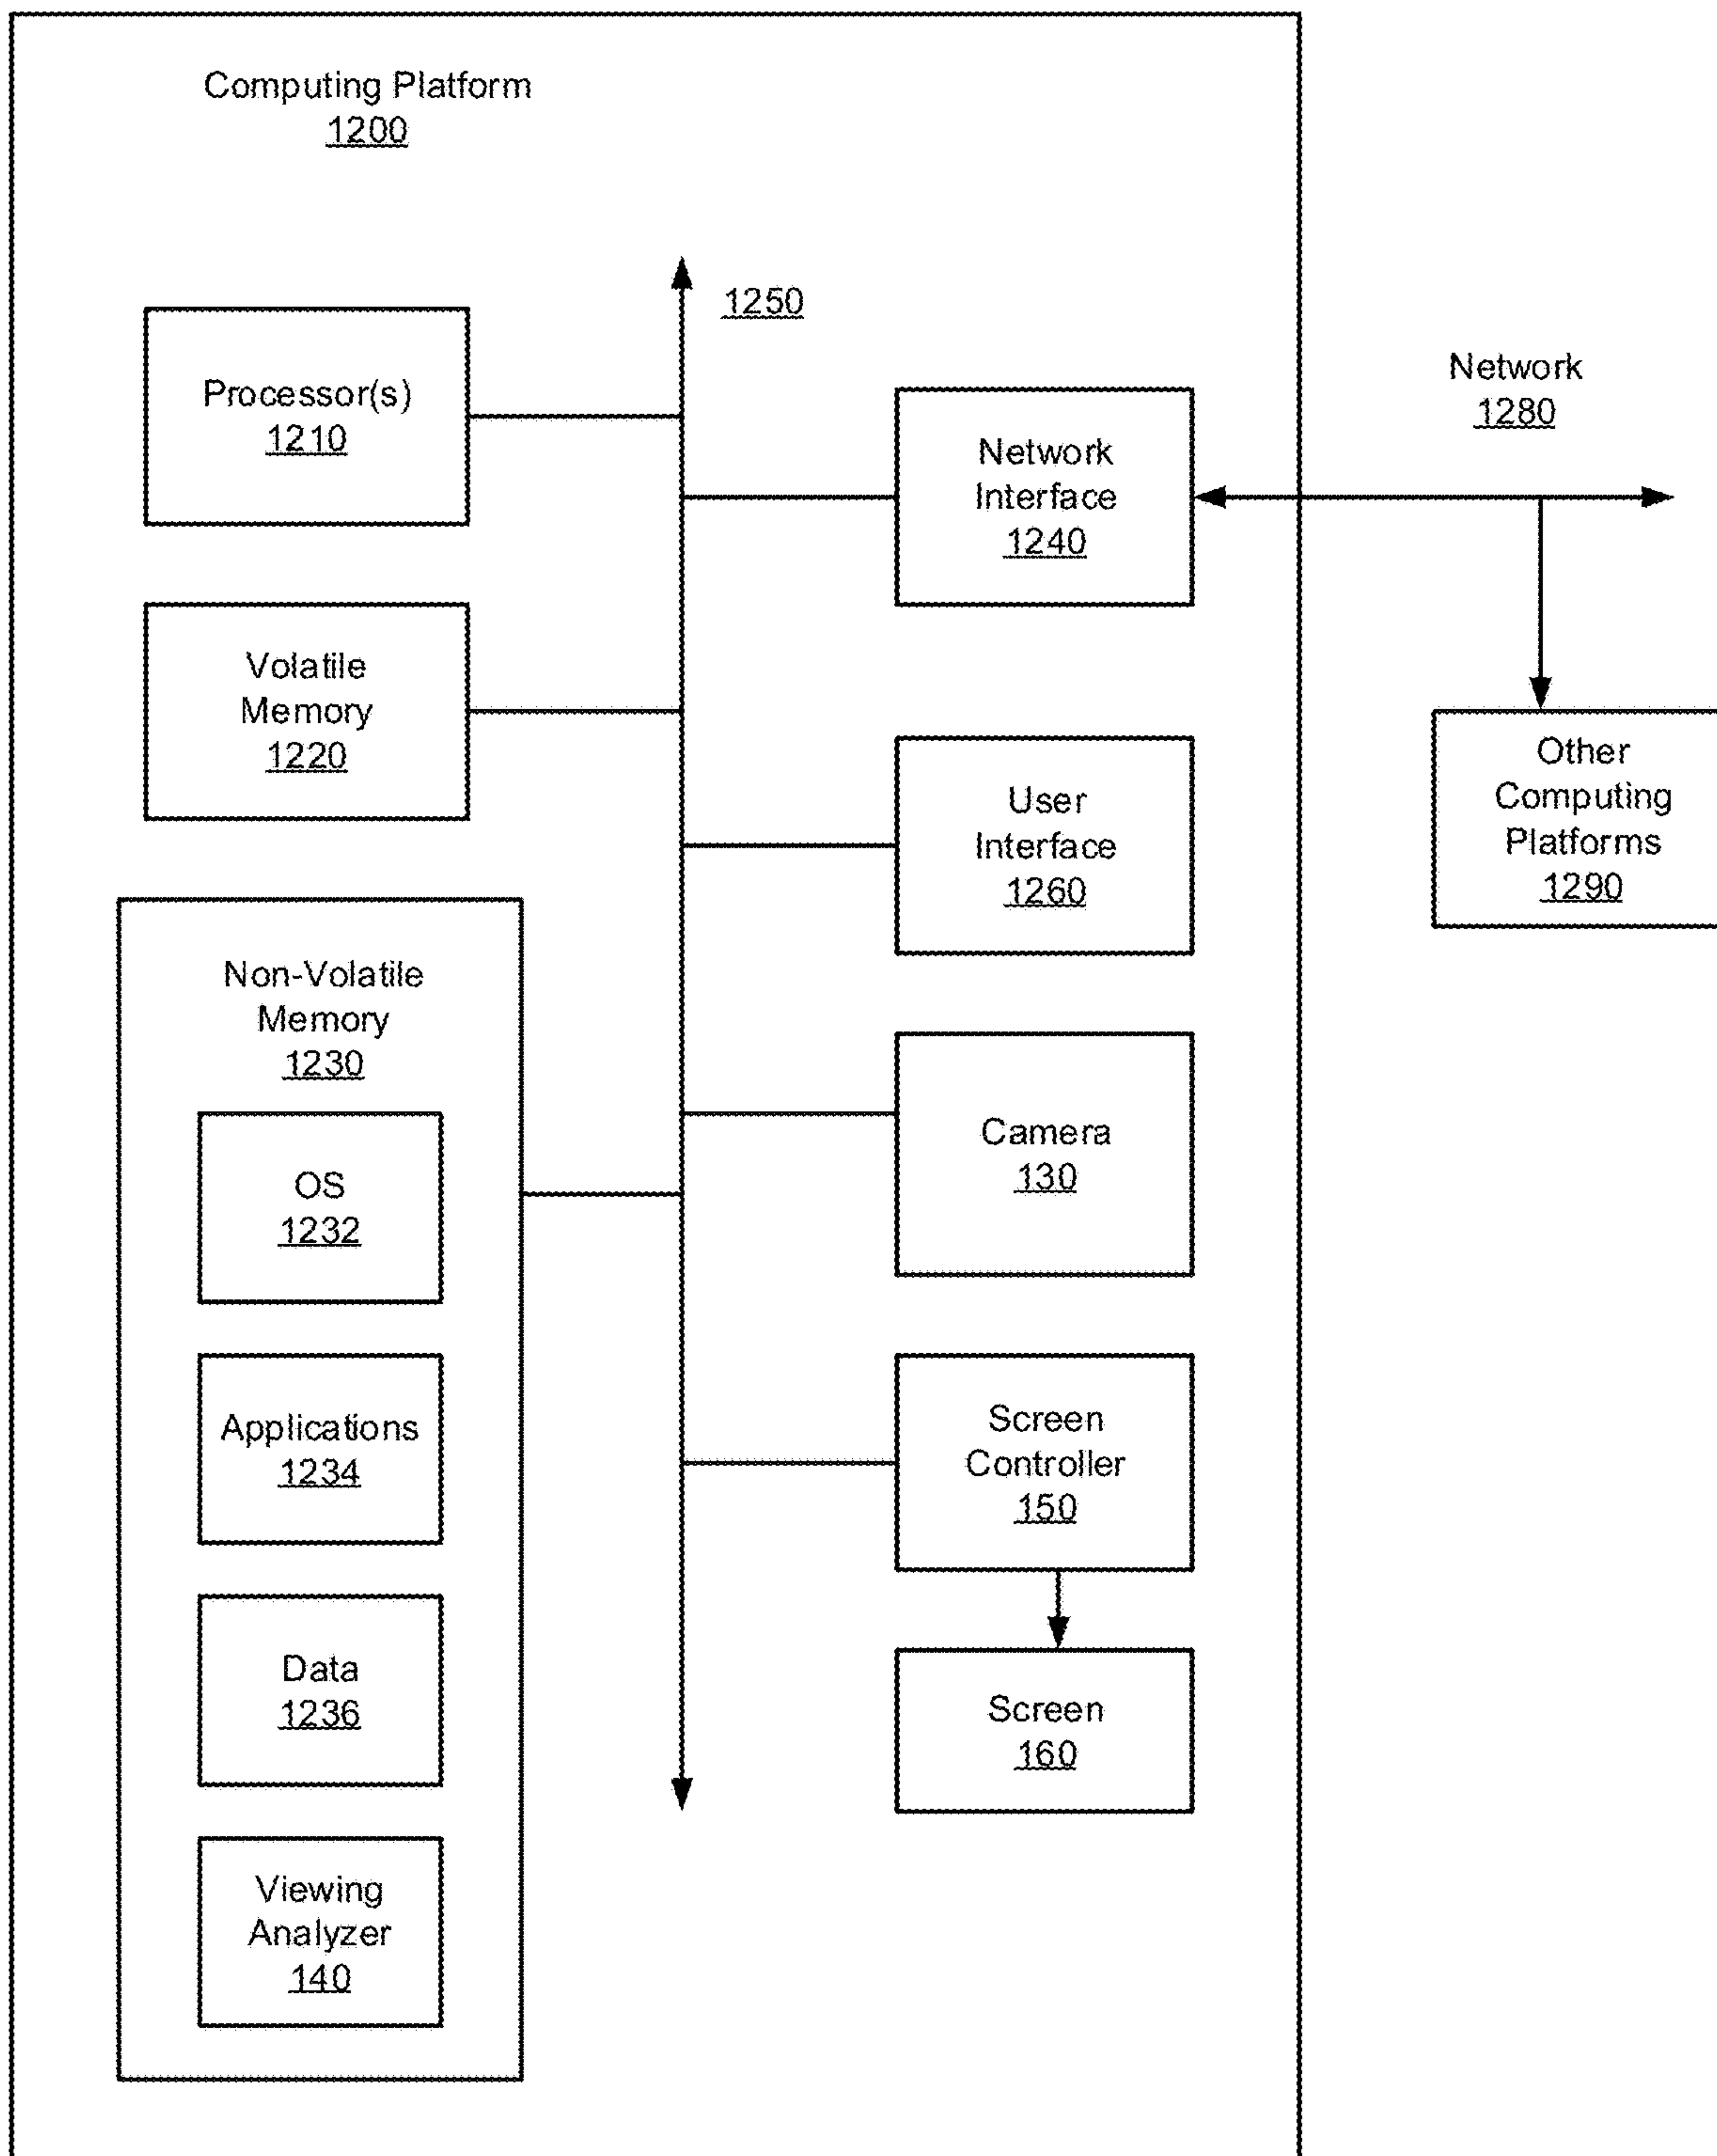 Computing Platform
1200
1250
Processor(s)
1210
Network
Interface
1240
Network
1280
Volatile
Memory
1220
User
Interface
1260
Other
Computing
Platforms
1290
Non-Volatile
Memory
1230
OS
1232
Applications
1234
Data
1236
Viewing
Analyzer
140
Camera
130
Screen
Controller
150
Screen
160